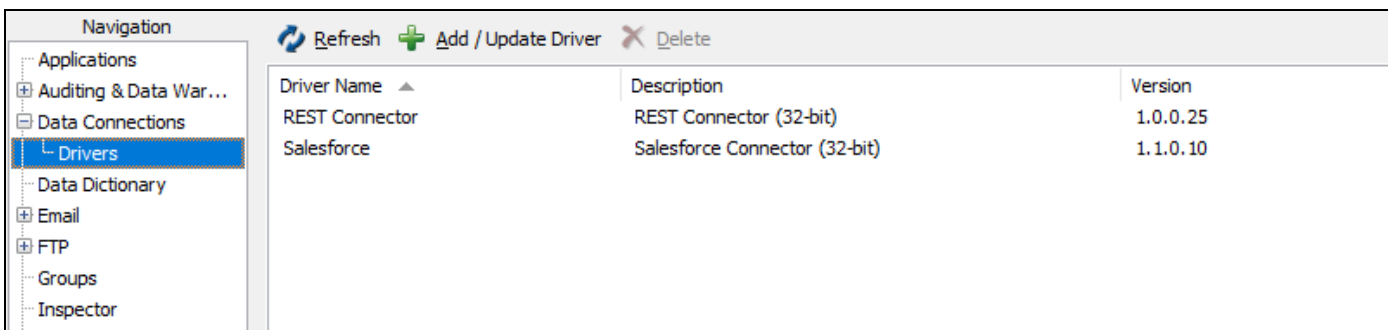 Navigation
Applications
Auditing & Data War...
Data Connections
Drivers
Data Dictionary
Email
FTP
Groups
Inspector
Refresh Add / Update Driver Delete
Driver Name Description Version
REST Connector REST Connector (32-bit) 1.0.0.25
Salesforce Salesforce Connector (32-bit) 1.1.0.10